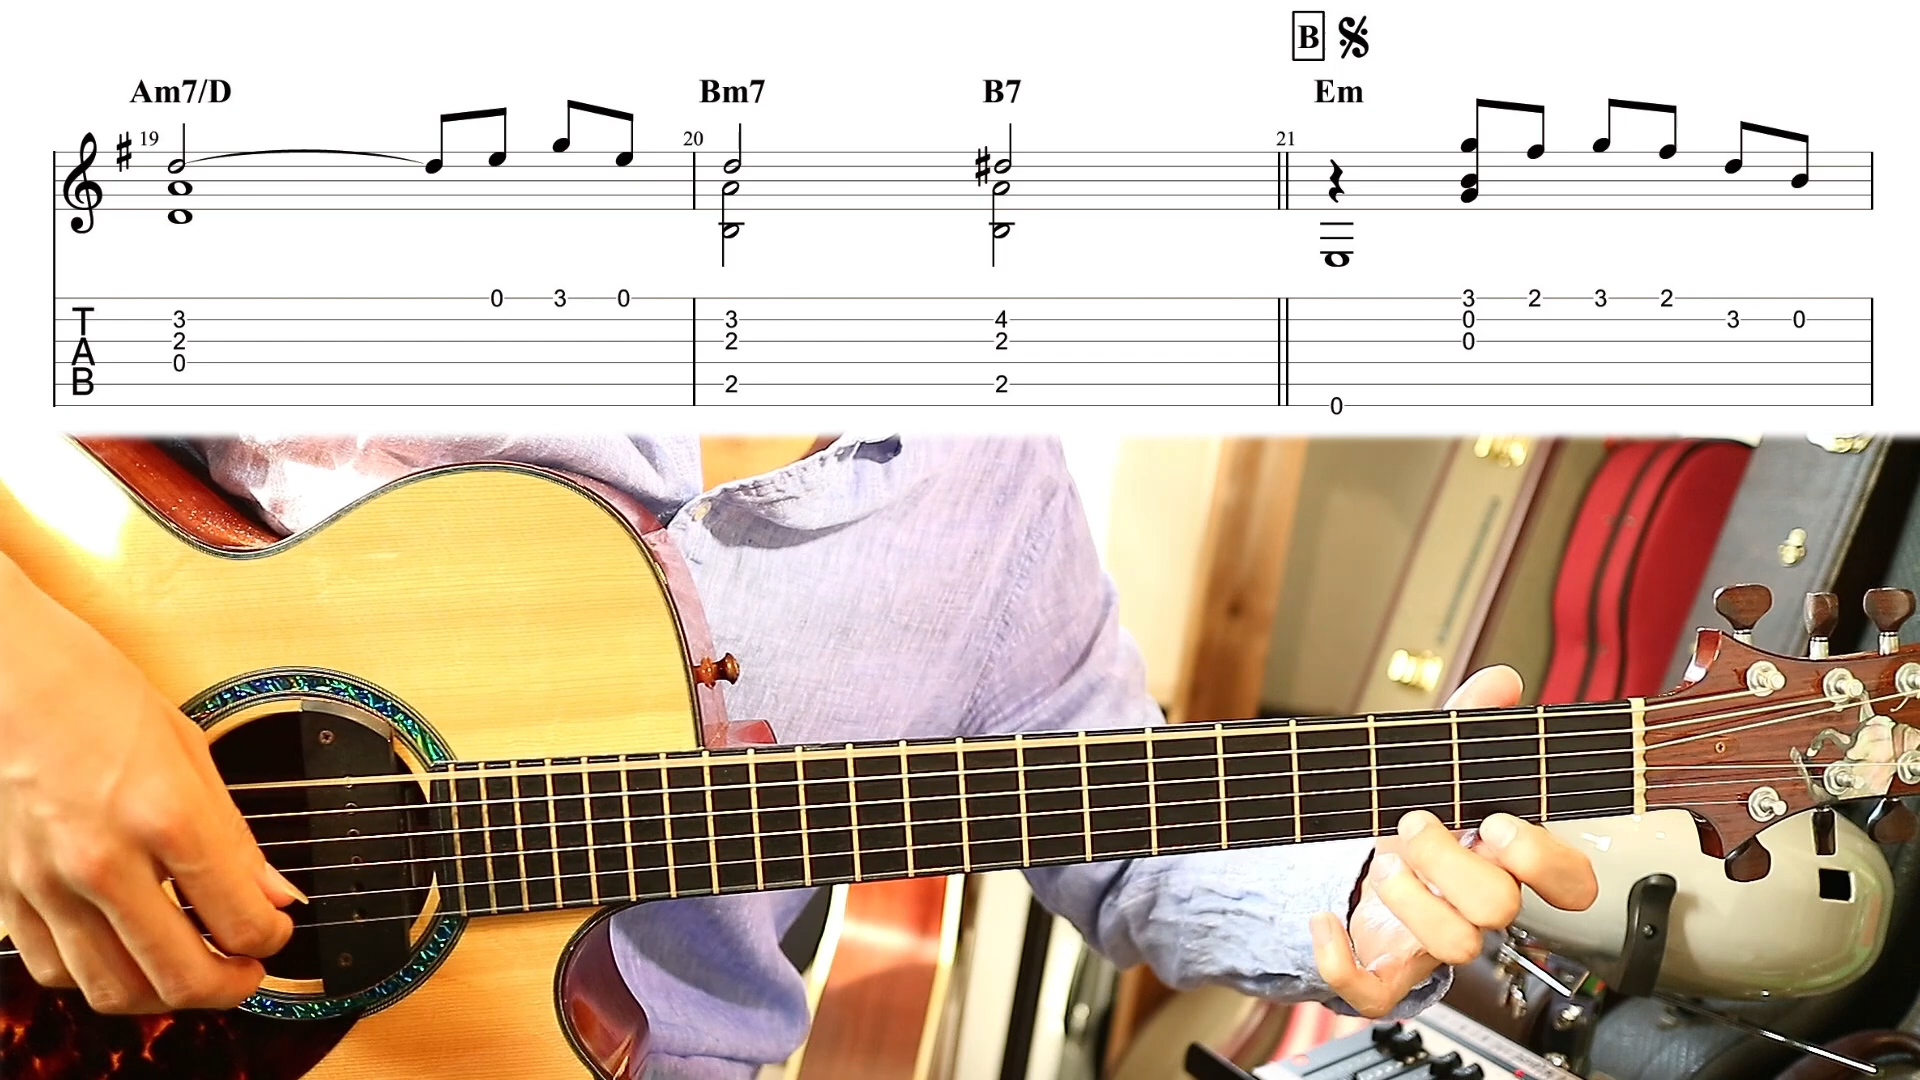 B
Am7/D Bm7 B7 Em
19 20 21
0 3 0 3 2 3 2
T 3 3 4 0 3 0
A 2 2 2 0
0
B 2 2
0